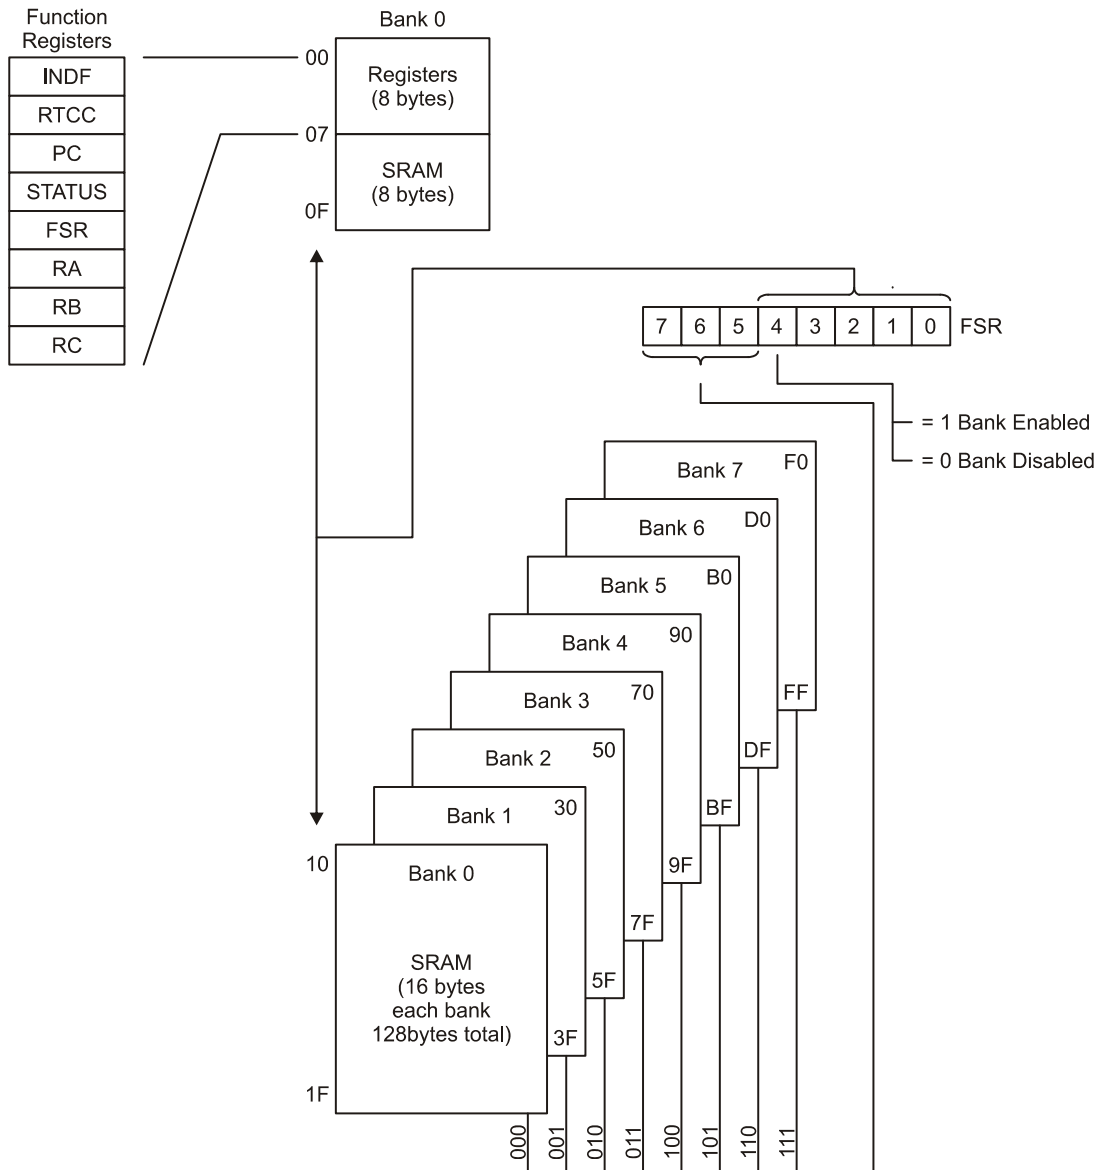 Function
Registers
INDF
RTCC
PC
STATUS
FSR
RA
RB
RC
Bank 0
00
Registers
(8 bytes)
07
SRAM
(8 bytes)
0F
7 6 5 4 3 2 1 0 FSR
= 1 Bank Enabled
= 0 Bank Disabled
Bank 7 F0
FF
Bank 6 D0
DF
Bank 5 B0
BF
Bank 4 90
9F
Bank 3 70
7F
Bank 2 50
5F
Bank 1 30
3F
10
Bank 0
SRAM
(16 bytes
each bank
128bytes total)
1F
000
001
010
011
100
101
110
111